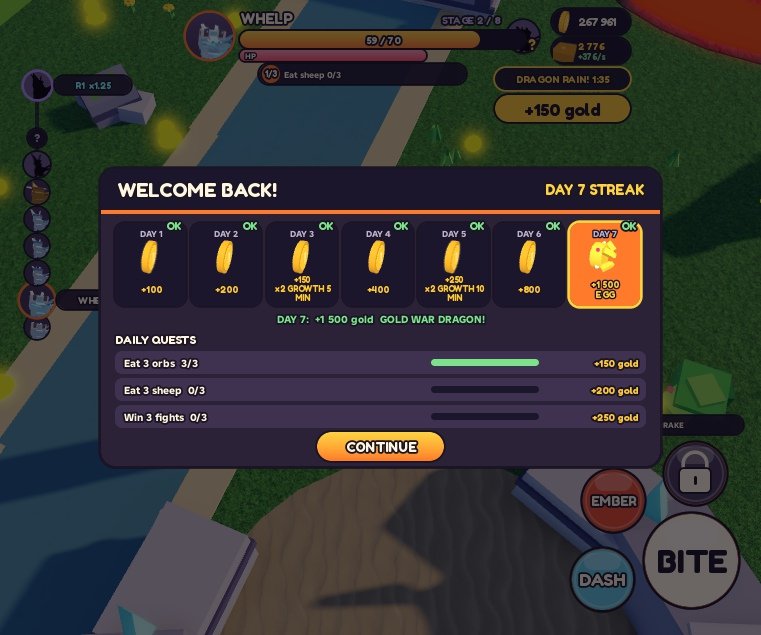 WHELP
STAGE 2 / 8
59 / 70
HP
1/3 Eat sheep 0/3
?
267 961
2 776
+376/s
DRAGON RAIN! 1:35
+150 gold
R1 x1.25
?
WHE
WELCOME BACK!
DAY 7 STREAK
DAY 1 OK
+100
DAY 2 OK
+200
DAY 3 OK
+150
x2 GROWTH 5
MIN
DAY 4 OK
+400
DAY 5 OK
+250
x2 GROWTH 10
MIN
DAY 6 OK
+800
DAY 7 OK
+1 500
EGG
DAY 7: +1 500 gold GOLD WAR DRAGON!
DAILY QUESTS
Eat 3 orbs 3/3 +150 gold
Eat 3 sheep 0/3 +200 gold
Win 3 fights 0/3 +250 gold
CONTINUE
RAKE
EMBER
BITE
DASH